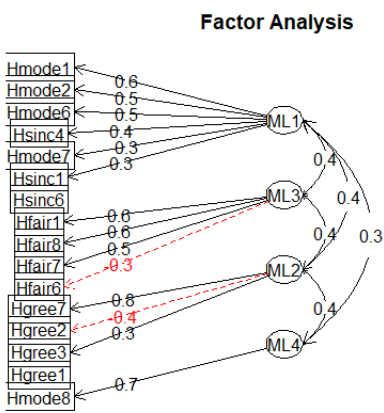 Factor Analysis
Hmode1
0.6
Hmode2
0.5
Hmode6
0.5
ML1
Hsinc4
0.4
Hmode7
0.3
Hsinc1
0.3
0.4
Hsinc6
ML3
0.4
Hfair1
0.6
Hfair8
0.6
0.4
0.3
Hfair7
0.5
-0.3
ML2
Hfair6
Hgree7
0.8
Hgree2
-0.4
0.4
Hgree3
0.3
ML4
Hgree1
0.7
Hmode8